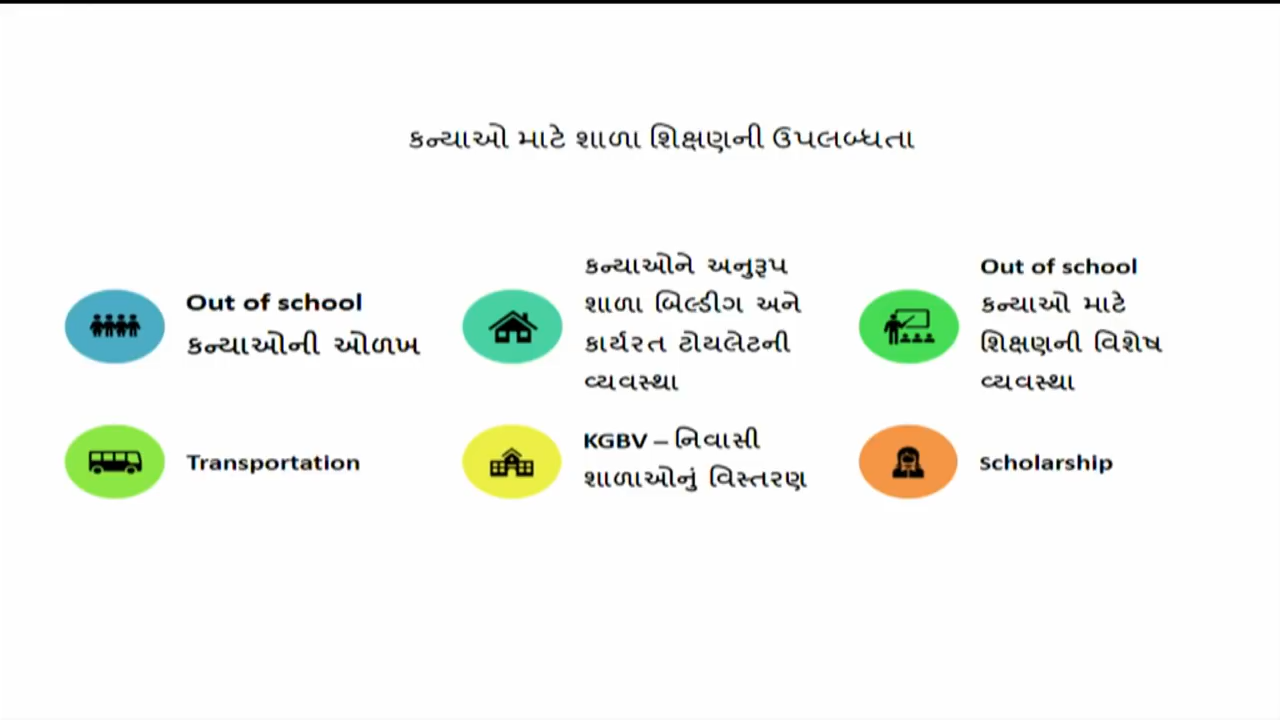 કન્યાઓ માટે શાળા શિક્ષણની ઉપલબ્ધતા
Out of school
કન્યાઓની ઓળખ
કન્યાઓને અનુરૂપ
શાળા બિલ્ડીગ અને
કાર્યરત ટોયલેટની
વ્યવસ્થા
Out of school
કન્યાઓ માટે
શિક્ષણની વિશેષ
વ્યવસ્થા
Transportation
KGBV – નિવાસી
શાળાઓનું વિસ્તરણ
Scholarship